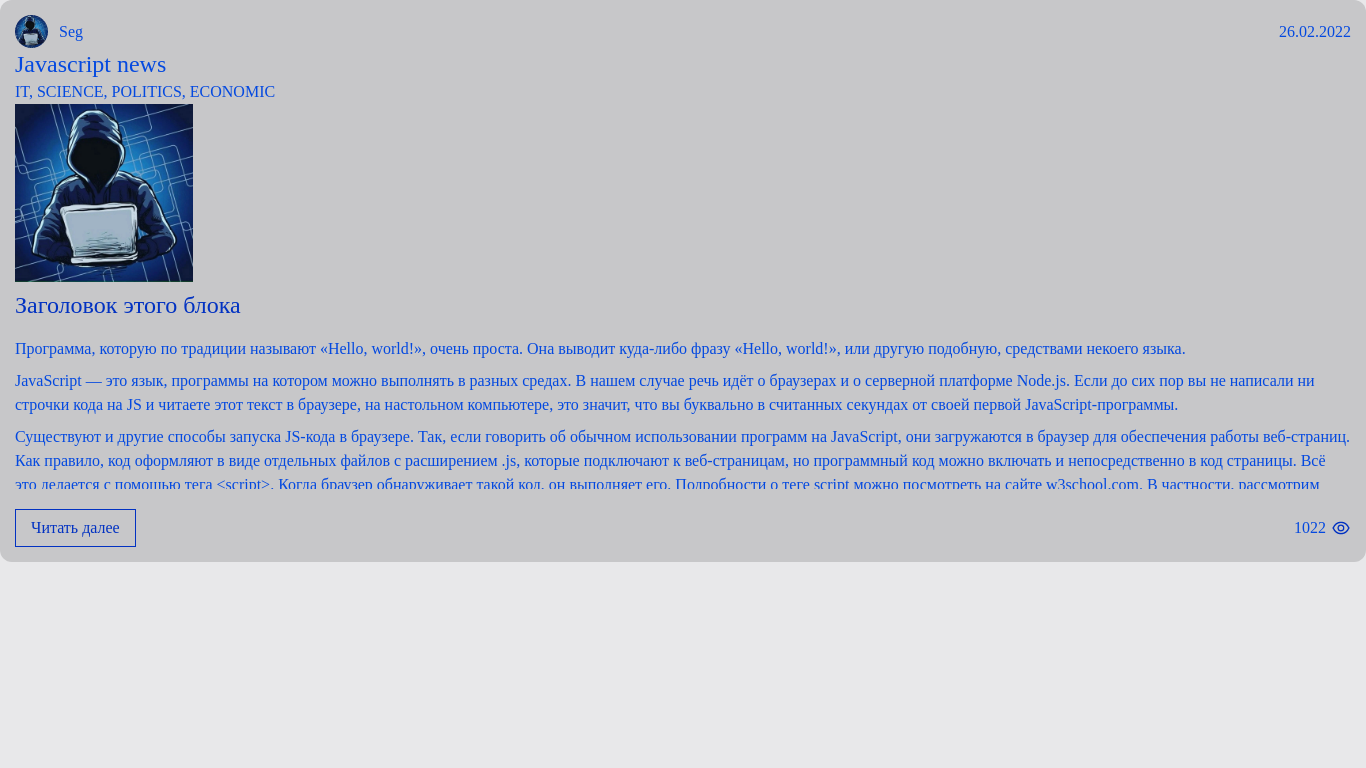 Seg
26.02.2022
Javascript news
IT, SCIENCE, POLITICS, ECONOMIC
Заголовок этого блока
Программа, которую по традиции называют «Hello, world!», очень проста. Она выводит куда-либо фразу «Hello, world!», или другую подобную, средствами некоего языка.
JavaScript — это язык, программы на котором можно выполнять в разных средах. В нашем случае речь идёт о браузерах и о серверной платформе Node.js. Если до сих пор вы не написали ни
строчки кода на JS и читаете этот текст в браузере, на настольном компьютере, это значит, что вы буквально в считанных секундах от своей первой JavaScript-программы.
Существуют и другие способы запуска JS-кода в браузере. Так, если говорить об обычном использовании программ на JavaScript, они загружаются в браузер для обеспечения работы веб-страниц.
Как правило, код оформляют в виде отдельных файлов с расширением .js, которые подключают к веб-страницам, но программный код можно включать и непосредственно в код страницы. Всё
это делается с помощью тега <script>. Когда браузер обнаруживает такой код, он выполняет его. Подробности о теге script можно посмотреть на сайте w3school.com. В частности, рассмотрим
Читать далее
1022